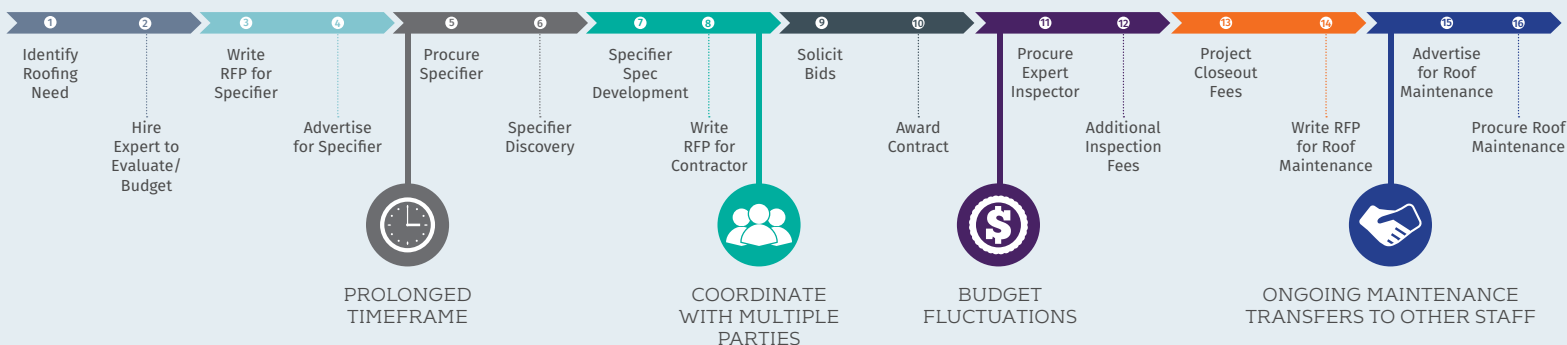 1
Identify
Roofing
Need
2
Hire
Expert to
Evaluate/
Budget
3
Write
RFP for
Specifier
4
Advertise
for Specifier
5
Procure
Specifier
6
Specifier
Discovery
7
Specifier
Spec
Development
8
Write
RFP for
Contractor
9
Solicit
Bids
10
Award
Contract
11
Procure
Expert
Inspector
12
Additional
Inspection
Fees
13
Project
Closeout
Fees
14
Write RFP
for Roof
Maintenance
15
Advertise
for Roof
Maintenance
16
Procure Roof
Maintenance
PROLONGED
TIMEFRAME
COORDINATE
WITH MULTIPLE
PARTIES
$
BUDGET
FLUCTUATIONS
ONGOING MAINTENANCE
TRANSFERS TO OTHER STAFF